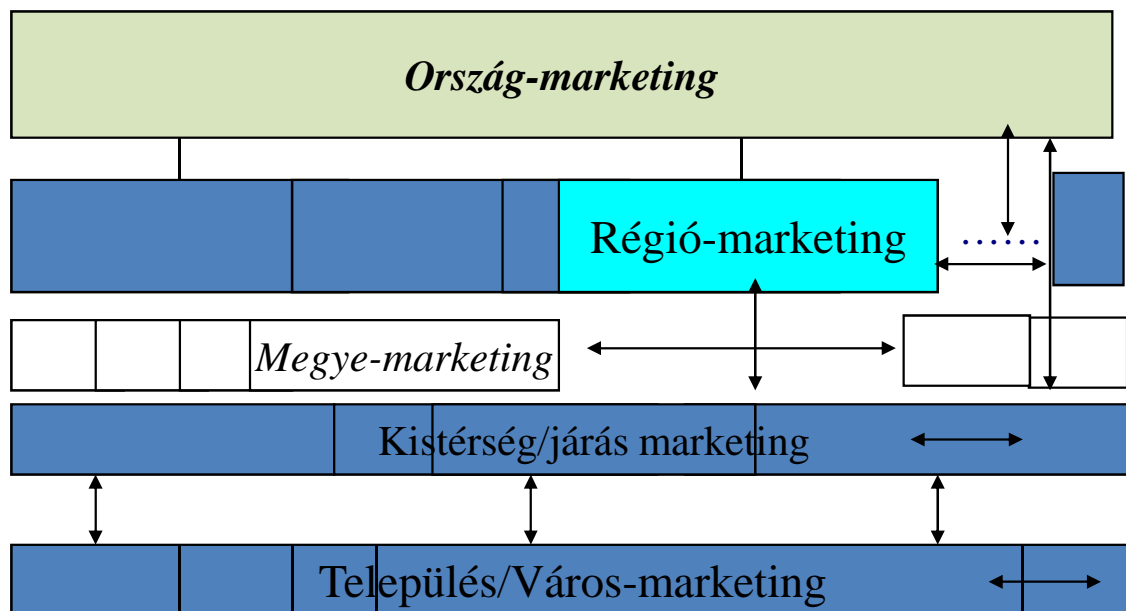 Ország-marketing
Régió-marketing
......
Megye-marketing
Kistérség/járás marketing
Település/Város-marketing